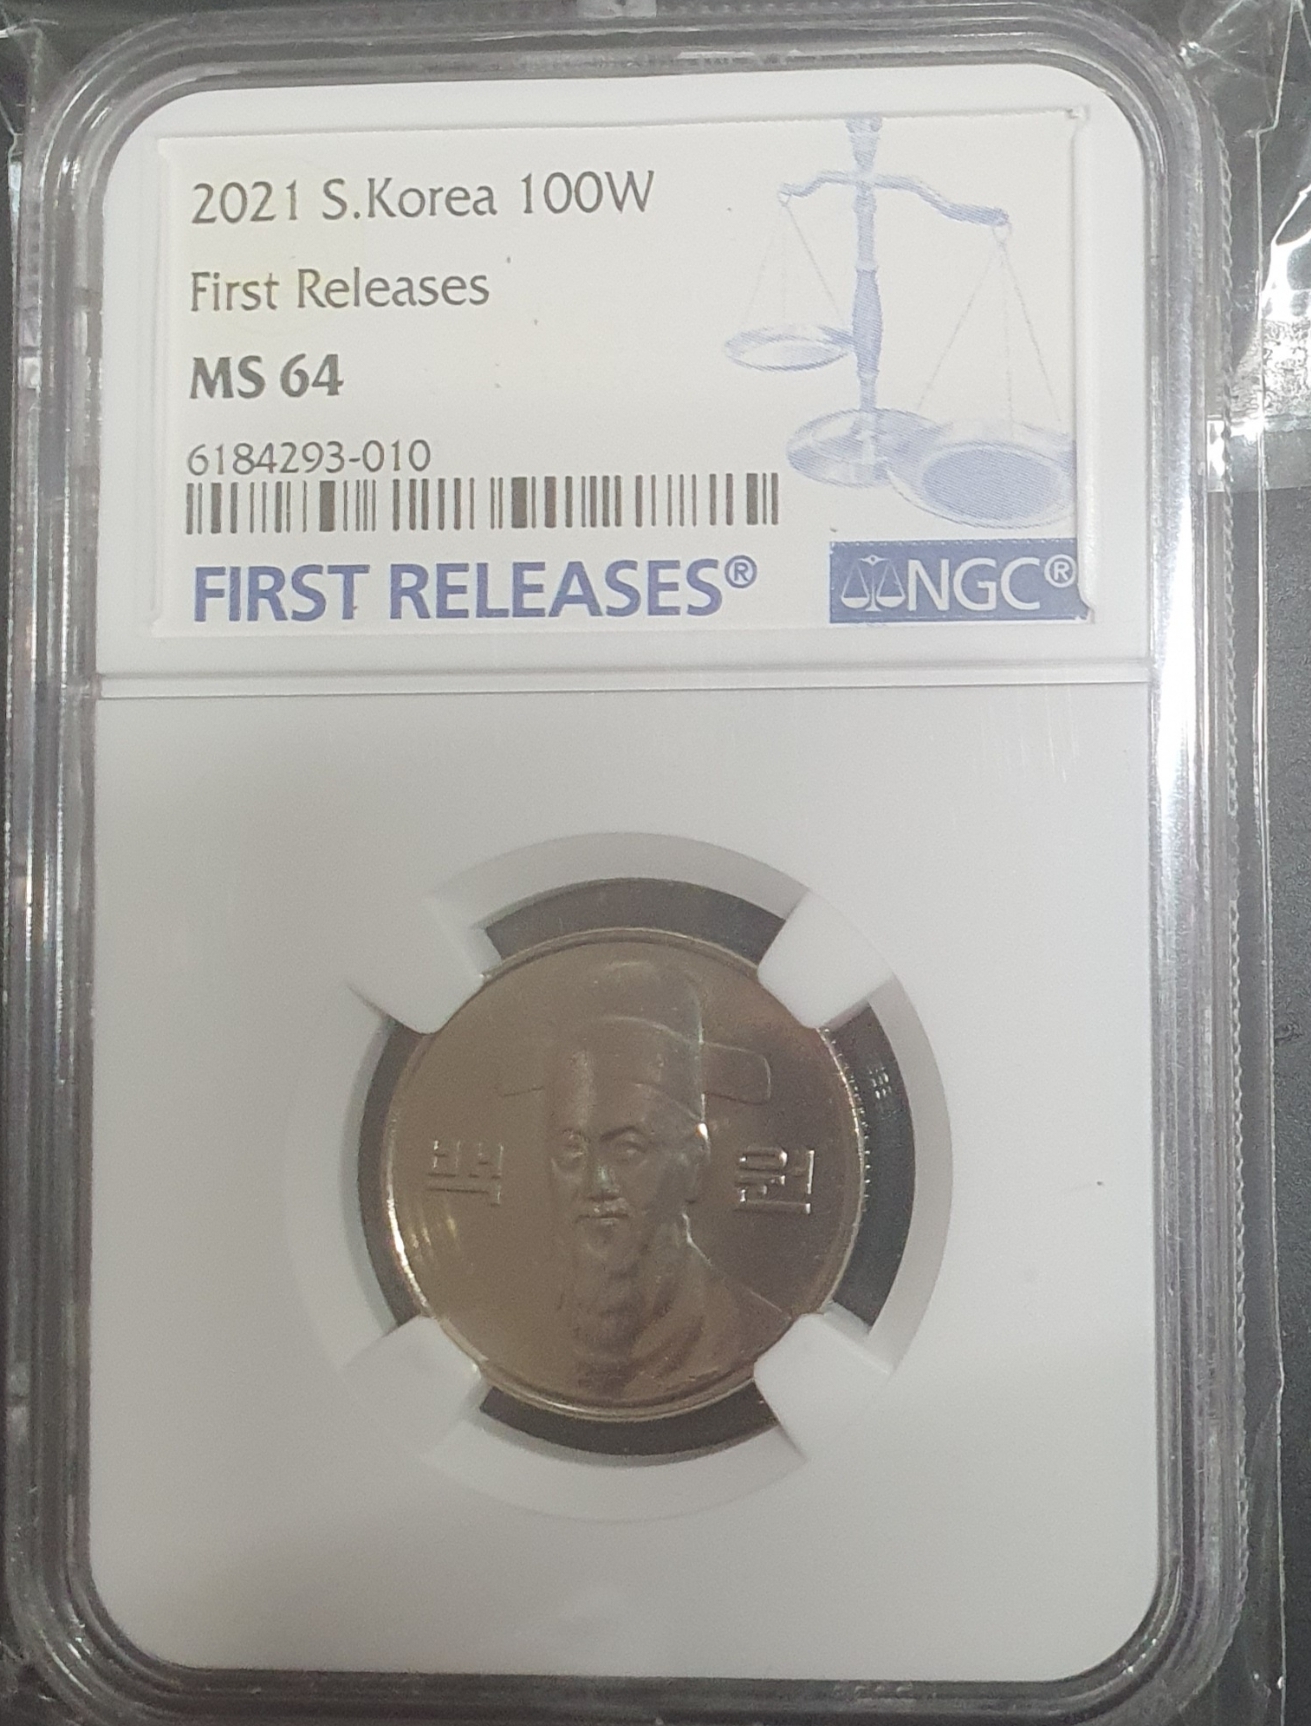 2021 S.Korea 100W
First Releases
MS 64
6184293-010
FIRST RELEASES® NGC®
백 원